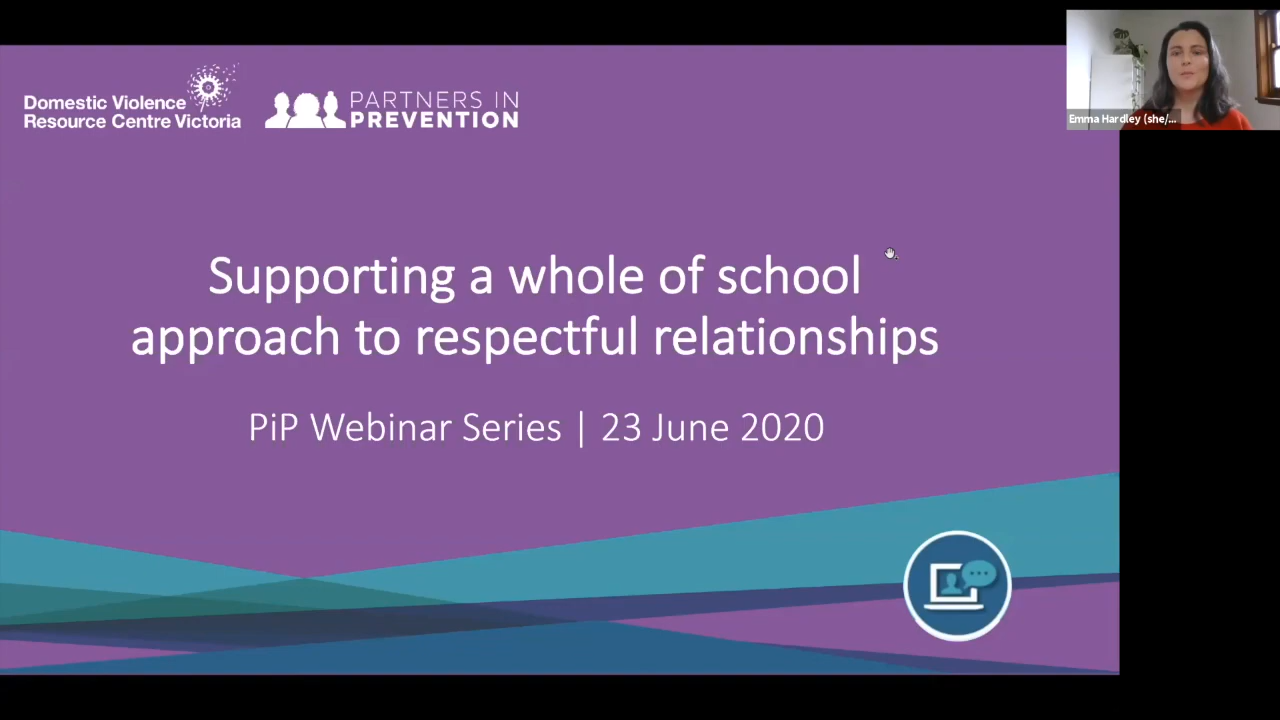 Domestic Violence
Resource Centre Victoria
PARTNERS IN
PREVENTION
Emma Hardley (she/...
Supporting a whole of school
approach to respectful relationships
PiP Webinar Series | 23 June 2020